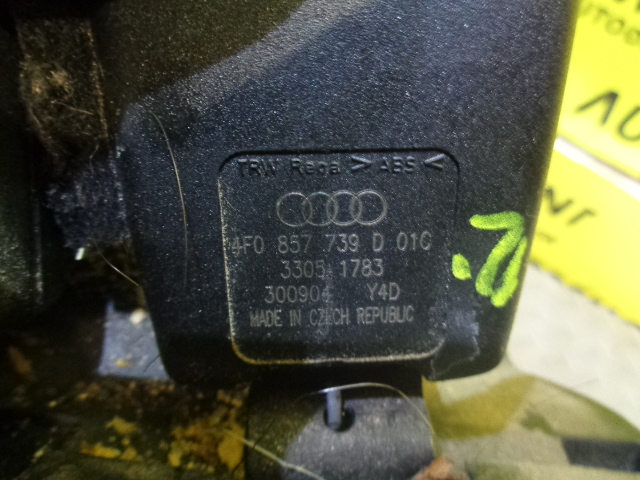 TRW Repa > ABS <
4F0 857 739 D 01C
3305 1783
300904 Y4D
MADE IN CZECH REPUBLIC